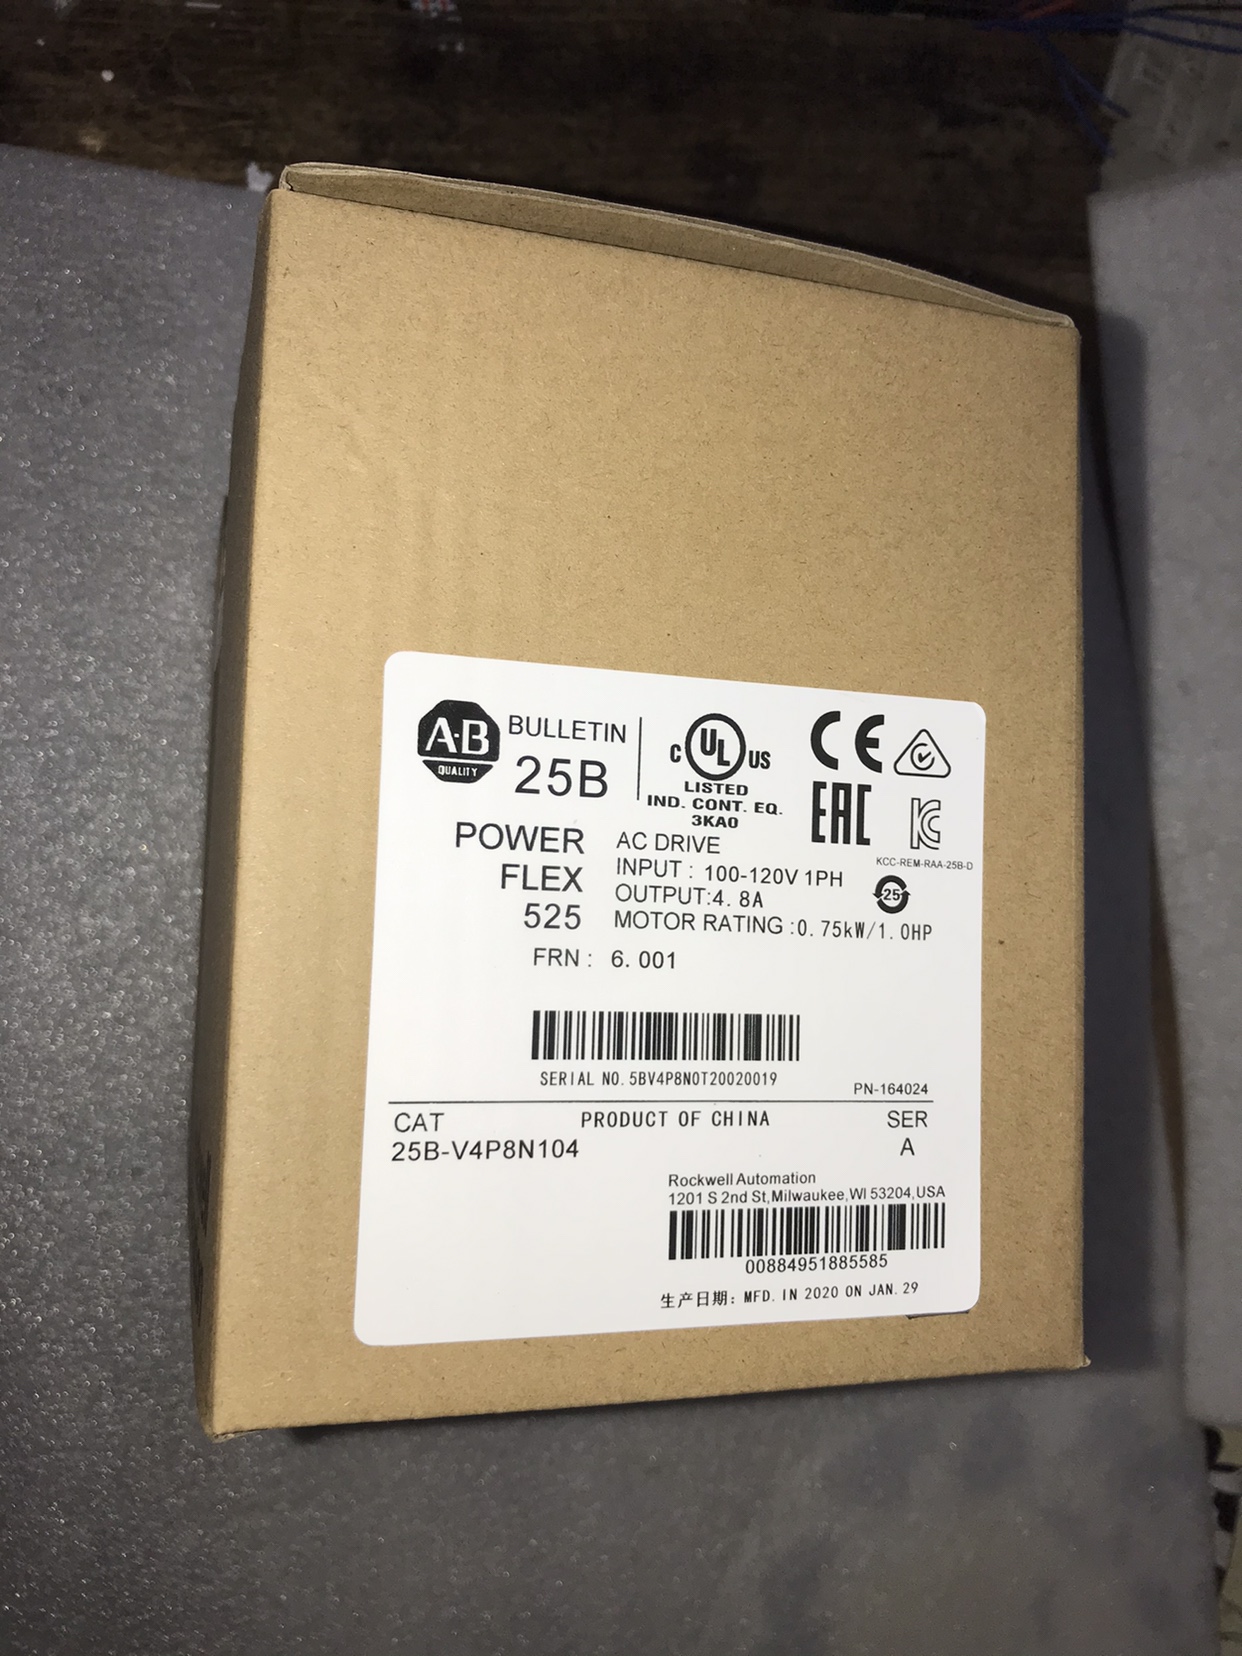 A·B
QUALITY
BULLETIN
25B
C UL US
LISTED
IND. CONT. EQ.
3KA0
CE
EAC
KC
KCC-REM-RAA-25B-D
25
POWER
FLEX
525
AC DRIVE
INPUT : 100-120V 1PH
OUTPUT:4. 8A
MOTOR RATING :0. 75kW/1. 0HP
FRN : 6. 001
SERIAL NO. 5BV4P8N0T20020019
PN-164024
CAT
25B-V4P8N104
PRODUCT OF CHINA
SER
A
Rockwell Automation
1201 S 2nd St,Milwaukee,WI 53204,USA
00884951885585
生产日期: MFD. IN 2020 ON JAN. 29